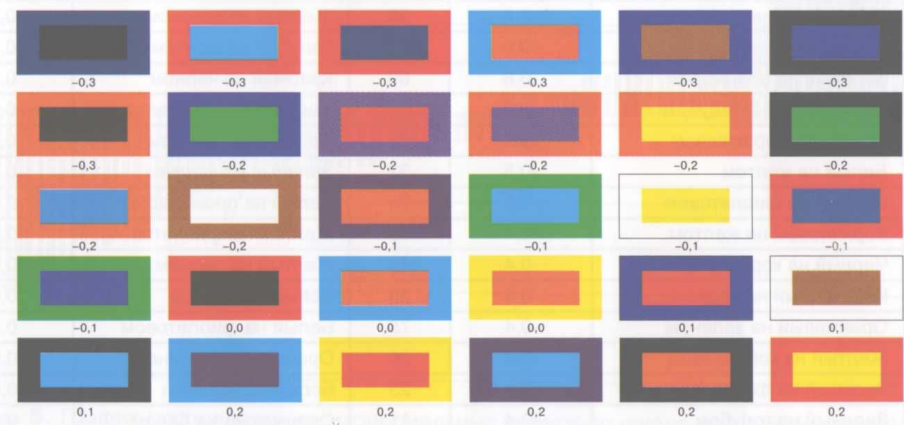 −0,3 −0,3 −0,3 −0,3 −0,3 −0,3
−0,3 −0,2 −0,2 −0,2 −0,2 −0,2
−0,2 −0,2 −0,1 −0,1 −0,1 −0,1
−0,1 0,0 0,0 0,0 0,1 0,1
0,1 0,2 0,2 0,2 0,2 0,2